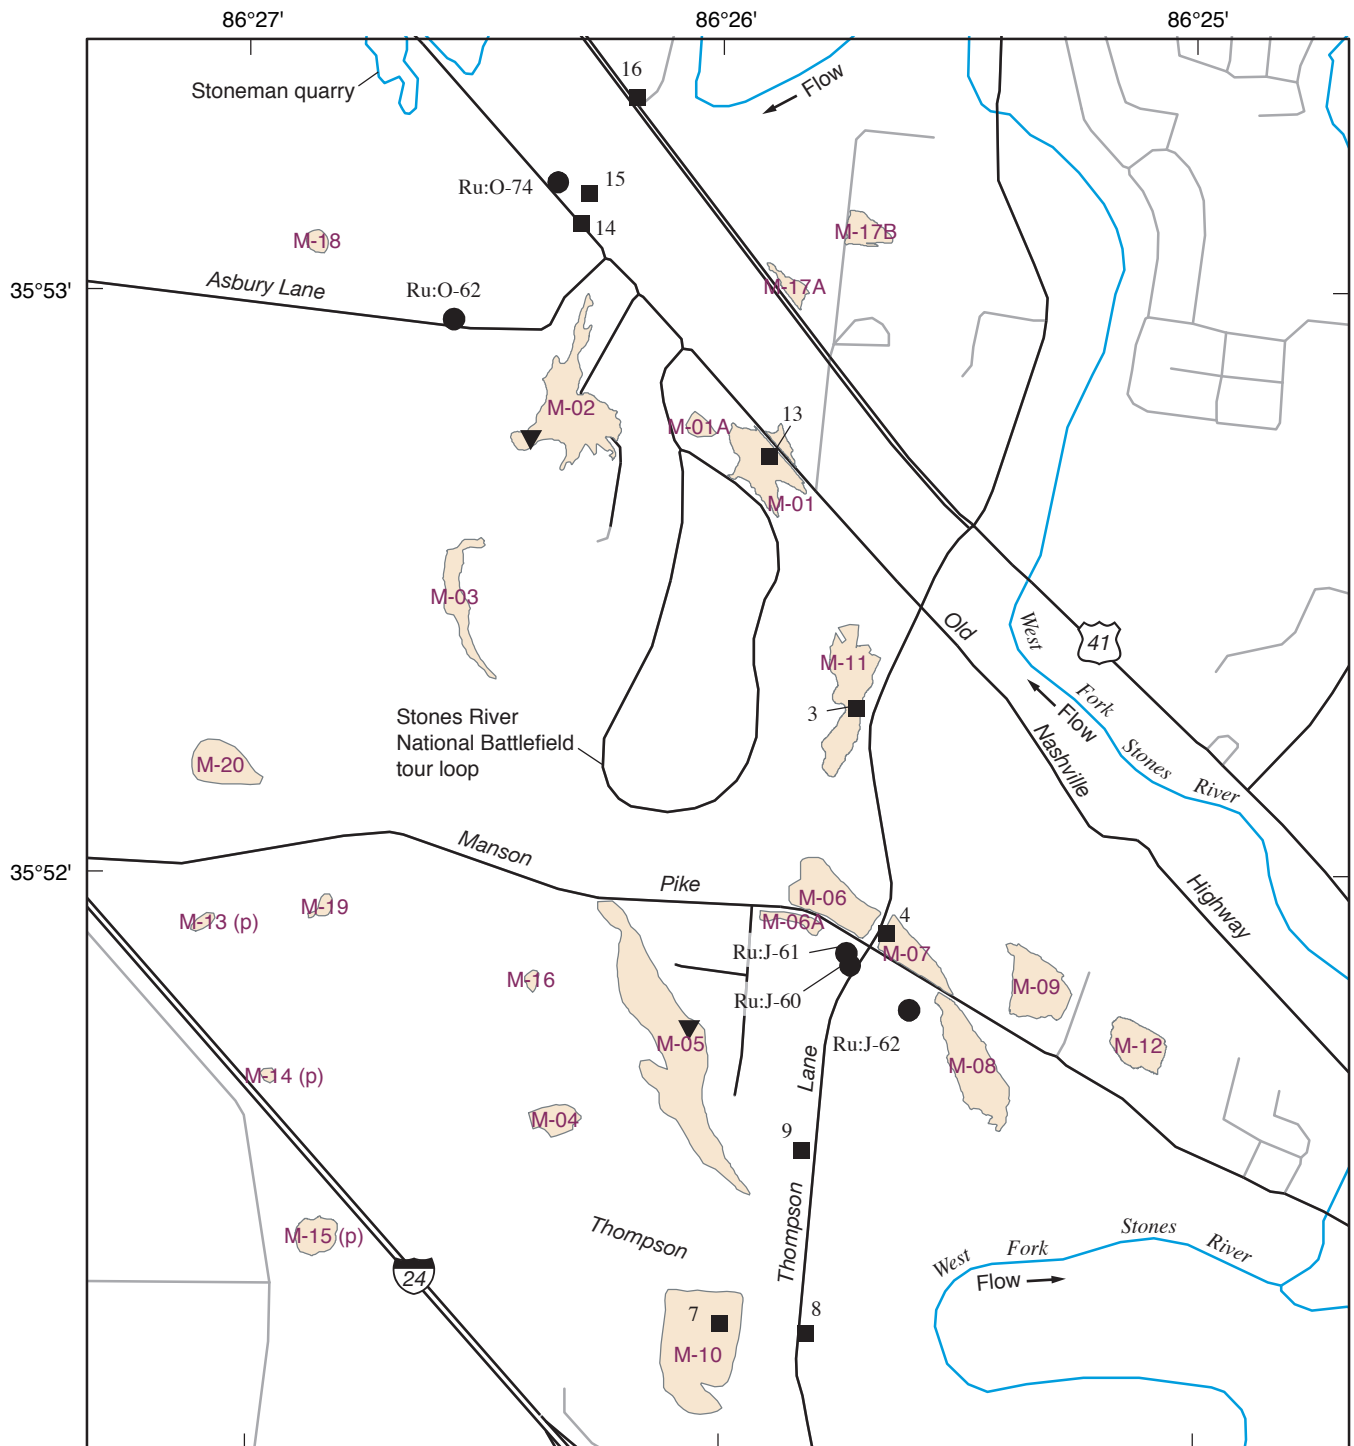 86°27'
86°26'
86°25'
16
Stoneman quarry
Flow
Ru:O-74
15
14
M-18
M-17B
35°53'
Asbury Lane
Ru:O-62
M-17A
M-02
M-01A
13
M-01
M-03
Old
West
41
M-11
3
Fork
Flow
Stones River
National Battlefield
tour loop
Nashville
Stones
River
M-20
35°52'
Manson
Pike
M-06
Highway
M-13 (p)
M-19
M-06A
4
Ru:J-61
M-07
M-16
Ru:J-60
M-09
Ru:J-62
M-05
M-12
M-14 (p)
Lane
M-08
M-04
9
M-15 (p)
Thompson
Thompson
West
Fork
Stones
River
Flow
24
7
8
M-10